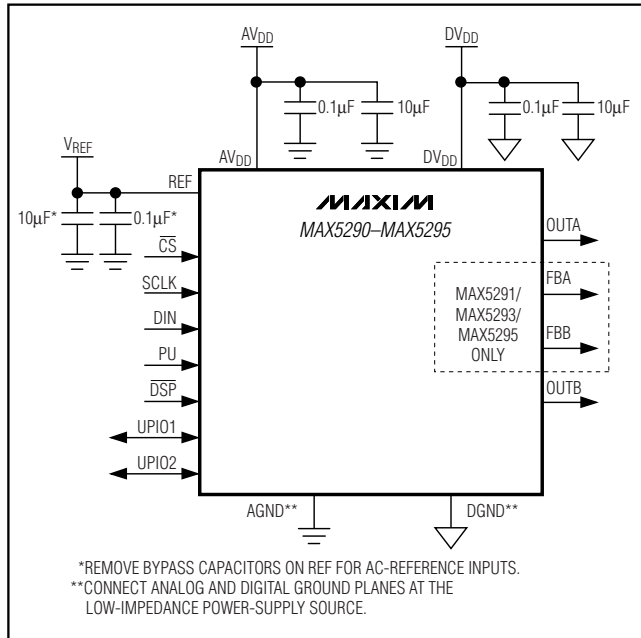 AVDD
DVDD
0.1µF
10µF
0.1µF
10µF
VREF
AVDD
DVDD
REF
10µF*
0.1µF*
MAXIM
MAX5290–MAX5295
CS
SCLK
DIN
PU
DSP
UPIO1
UPIO2
OUTA
FBA
MAX5291/
MAX5293/
MAX5295
ONLY
FBB
OUTB
AGND**
DGND**
*REMOVE BYPASS CAPACITORS ON REF FOR AC-REFERENCE INPUTS.
**CONNECT ANALOG AND DIGITAL GROUND PLANES AT THE
LOW-IMPEDANCE POWER-SUPPLY SOURCE.